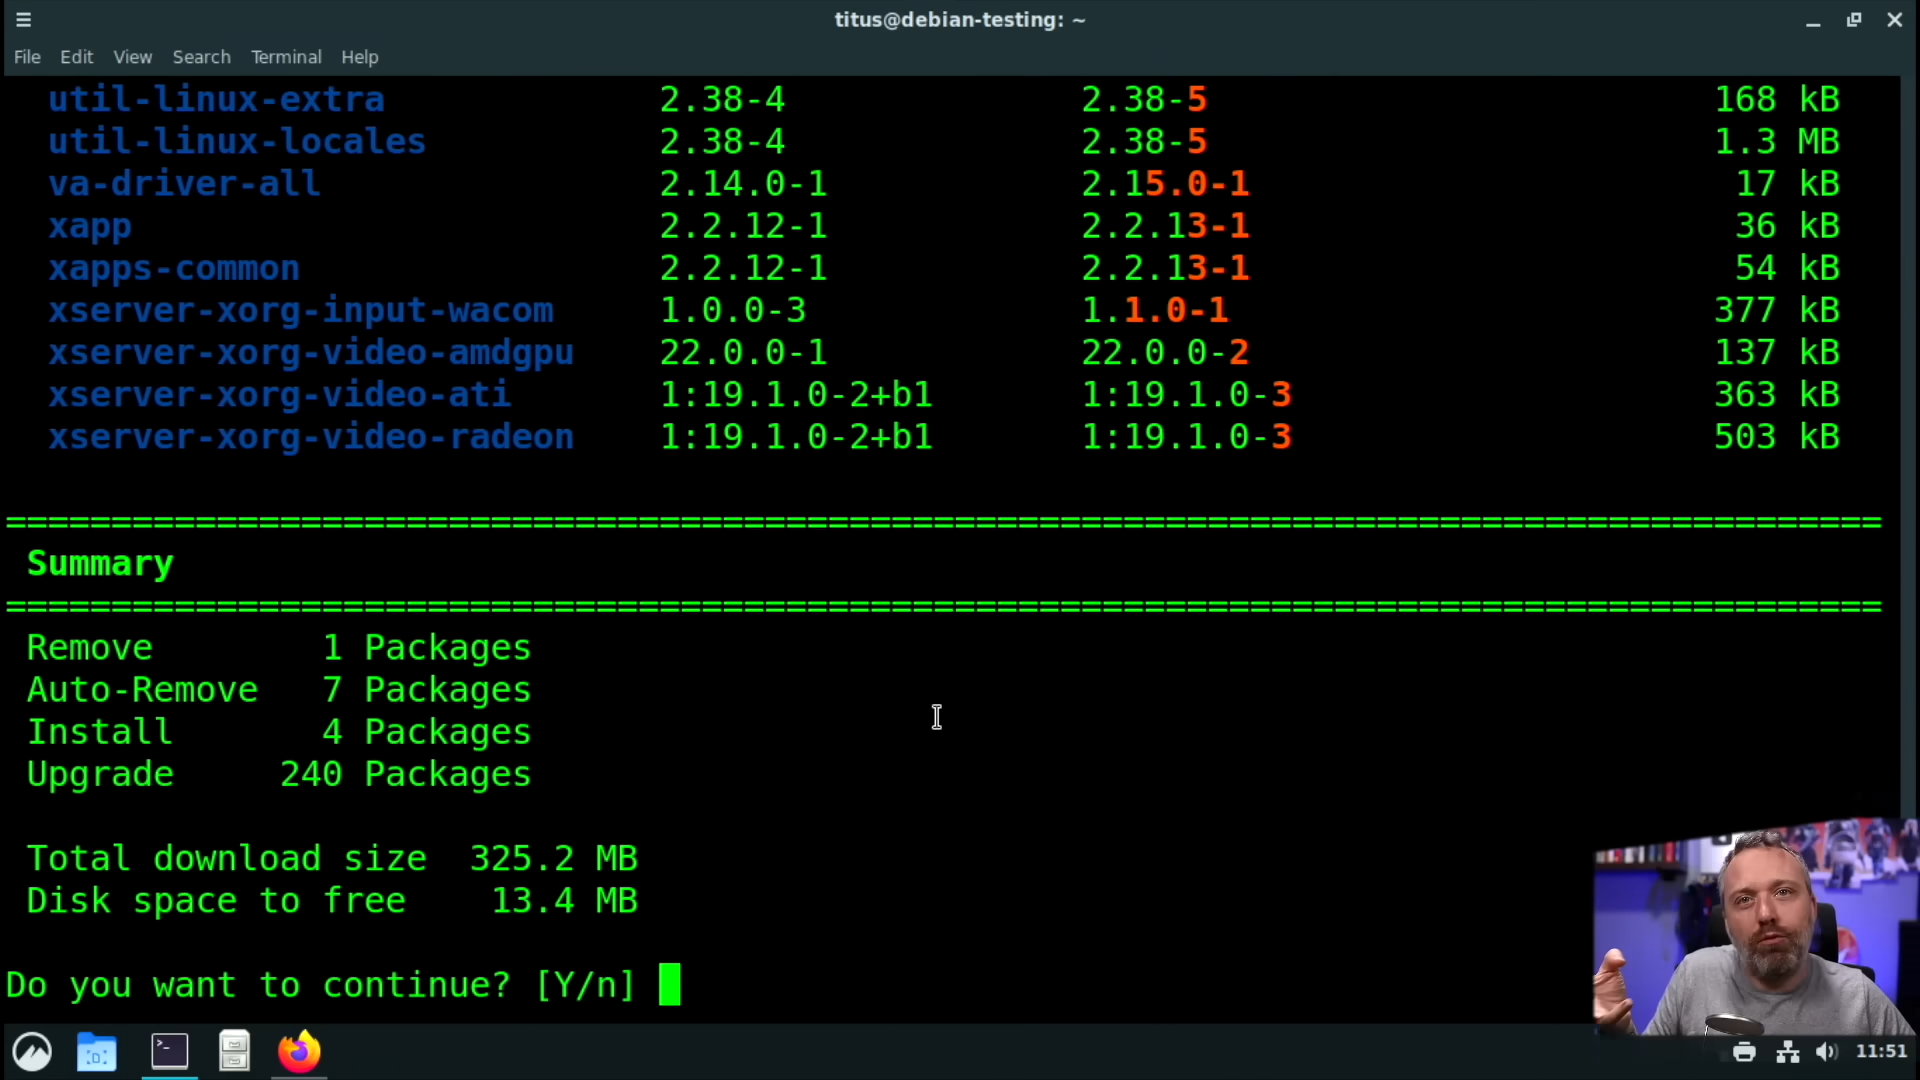 titus@debian-testing: ~
File Edit View Search Terminal Help
util-linux-extra 2.38-4 2.38-5 168 kB
util-linux-locales 2.38-4 2.38-5 1.3 MB
va-driver-all 2.14.0-1 2.15.0-1 17 kB
xapp 2.2.12-1 2.2.13-1 36 kB
xapps-common 2.2.12-1 2.2.13-1 54 kB
xserver-xorg-input-wacom 1.0.0-3 1.1.0-1 377 kB
xserver-xorg-video-amdgpu 22.0.0-1 22.0.0-2 137 kB
xserver-xorg-video-ati 1:19.1.0-2+b1 1:19.1.0-3 363 kB
xserver-xorg-video-radeon 1:19.1.0-2+b1 1:19.1.0-3 503 kB
=========================================================================================
Summary
=========================================================================================
Remove 1 Packages
Auto-Remove 7 Packages
Install 4 Packages
Upgrade 240 Packages
Total download size 325.2 MB
Disk space to free 13.4 MB
Do you want to continue? [Y/n]
11:51